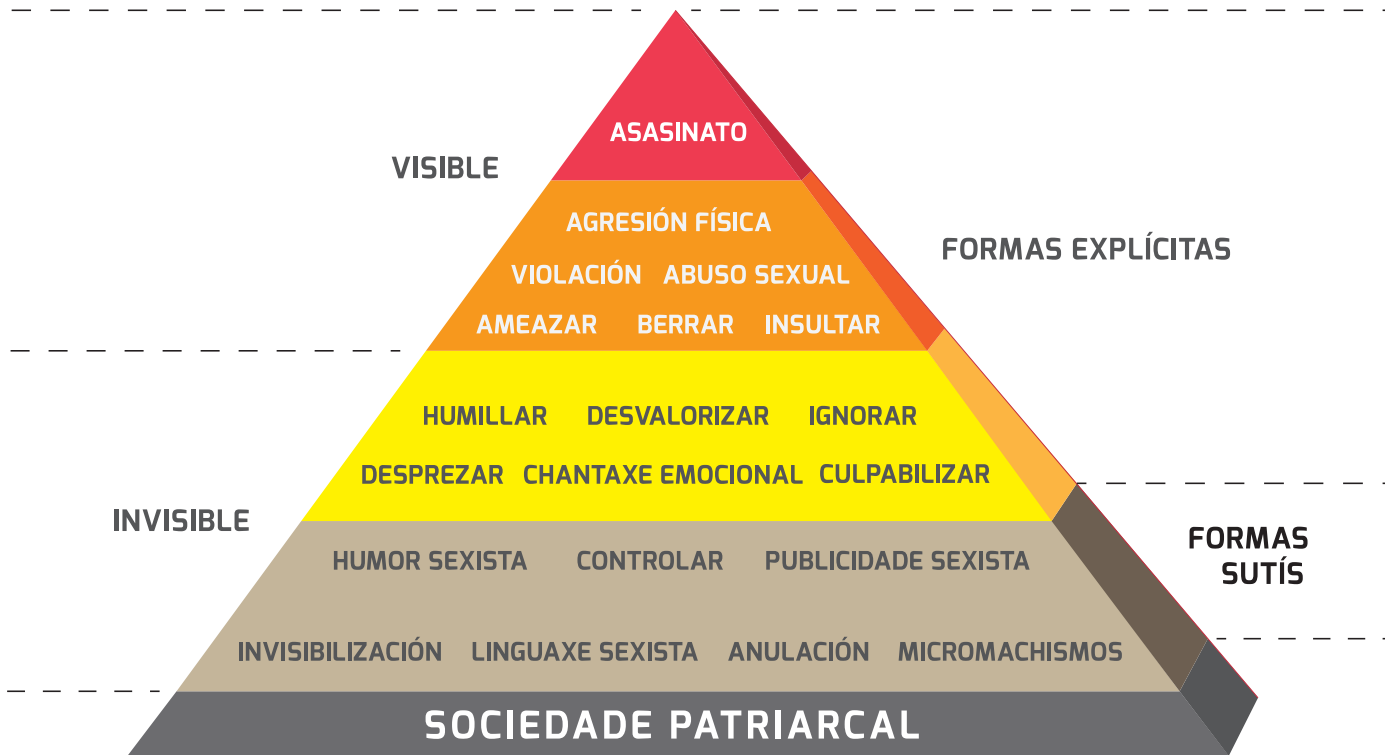 ASASINATO
VISIBLE
AGRESIÓN FÍSICA
FORMAS EXPLÍCITAS
VIOLACIÓN ABUSO SEXUAL
AMEAZAR BERRAR INSULTAR
HUMILLAR DESVALORIZAR IGNORAR
DESPREZAR CHANTAXE EMOCIONAL CULPABILIZAR
INVISIBLE
FORMAS
SUTÍS
HUMOR SEXISTA CONTROLAR PUBLICIDADE SEXISTA
INVISIBILIZACIÓN LINGUAXE SEXISTA ANULACIÓN MICROMACHISMOS
SOCIEDADE PATRIARCAL